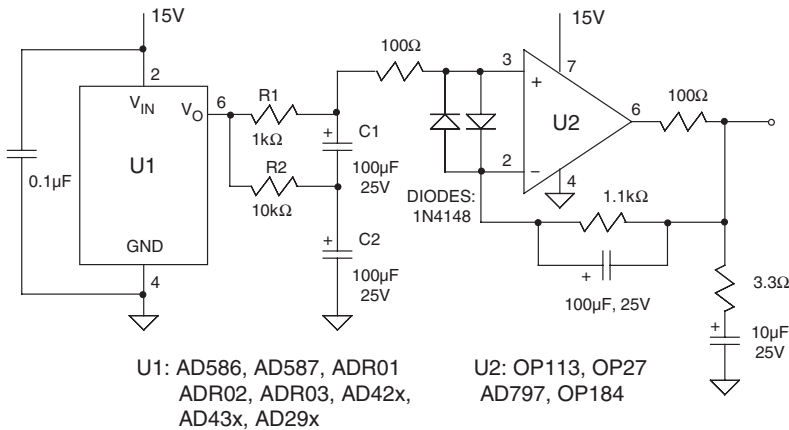 15V
15V
2
VIN
VO
6
U1
0.1µF
GND
4
R1
1kΩ
R2
10kΩ
+
C1
100µF
25V
+
C2
100µF
25V
100Ω
3
+
7
U2
6
2
−
4
DIODES:
1N4148
100Ω
1.1kΩ
+
100µF, 25V
3.3Ω
+
10µF
25V
U1: AD586, AD587, ADR01
ADR02, ADR03, AD42x,
AD43x, AD29x
U2: OP113, OP27
AD797, OP184